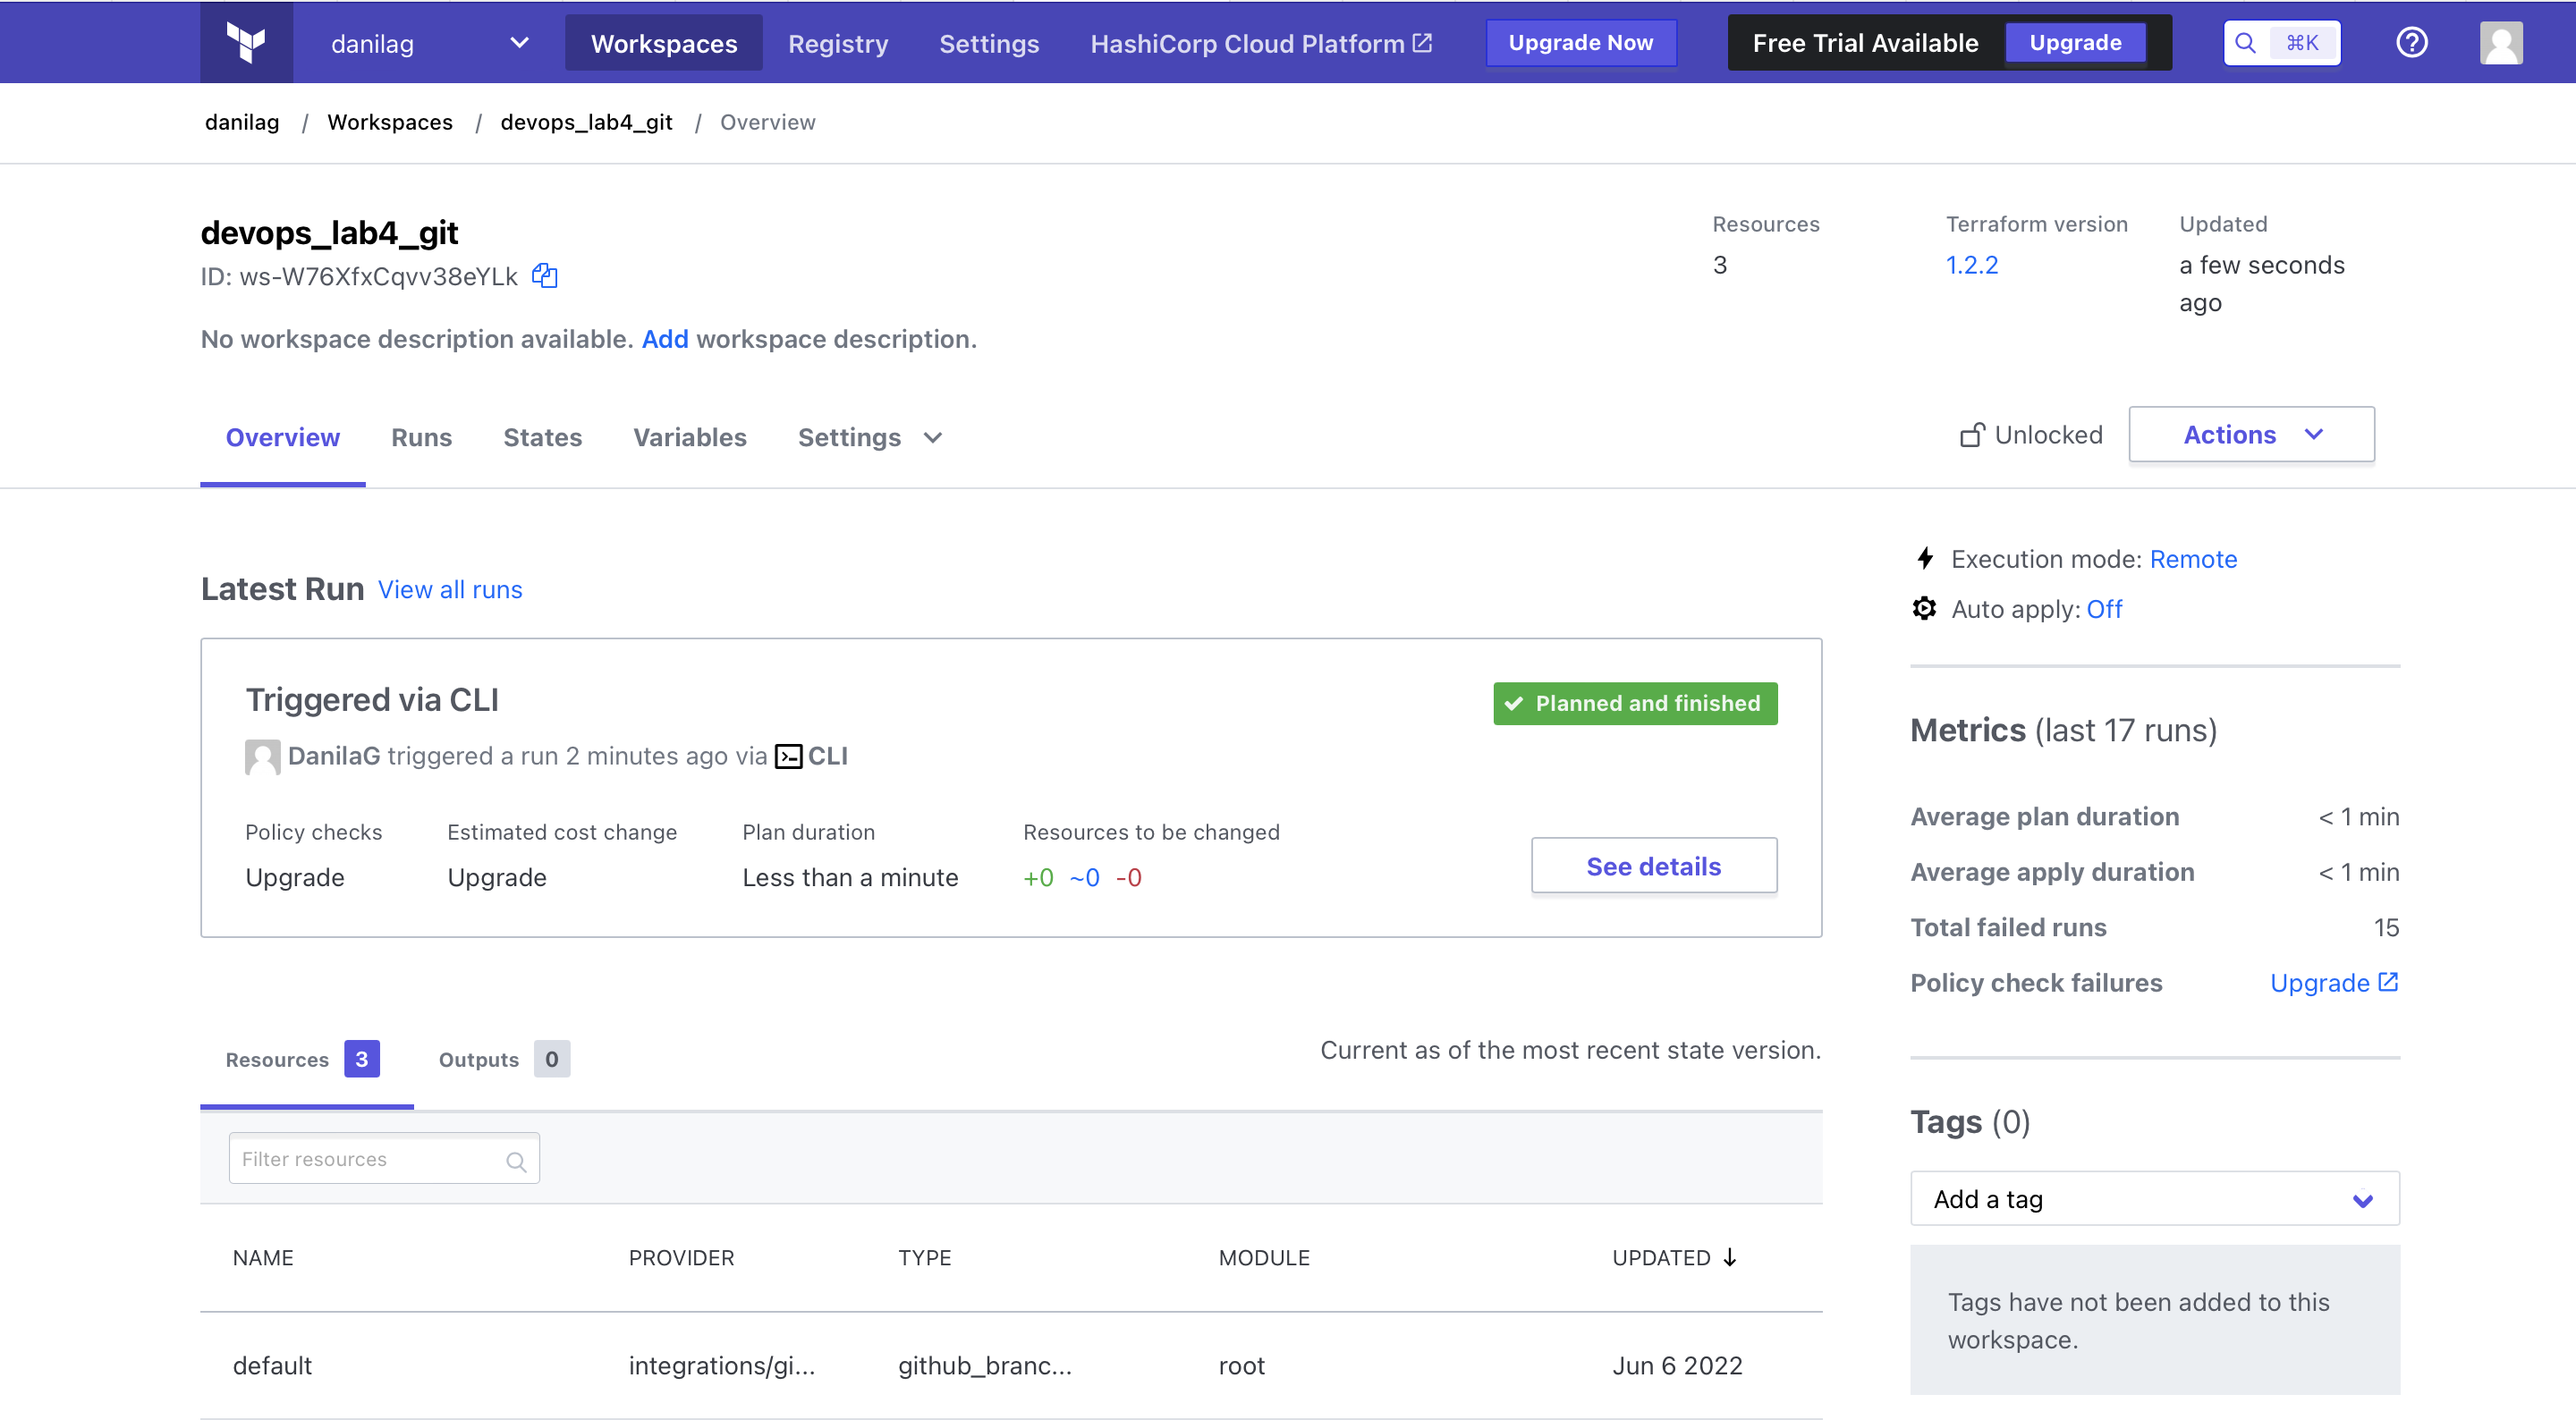 danilag
Workspaces
Registry
Settings
HashiCorp Cloud Platform
Upgrade Now
Free Trial Available
Upgrade
⌘K
danilag / Workspaces / devops_lab4_git / Overview
devops_lab4_git
ID: ws-W76XfxCqvv38eYLk
No workspace description available. Add workspace description.
Resources
3
Terraform version
1.2.2
Updated
a few seconds
ago
Overview
Runs
States
Variables
Settings
Unlocked
Actions
Latest Run View all runs
Triggered via CLI
Planned and finished
DanilaG triggered a run 2 minutes ago via CLI
Policy checks
Upgrade
Estimated cost change
Upgrade
Plan duration
Less than a minute
Resources to be changed
+0 ~0 -0
See details
Resources 3
Outputs 0
Current as of the most recent state version.
Filter resources
NAME PROVIDER TYPE MODULE UPDATED
default integrations/gi... github_branc... root Jun 6 2022
Execution mode: Remote
Auto apply: Off
Metrics (last 17 runs)
Average plan duration < 1 min
Average apply duration < 1 min
Total failed runs 15
Policy check failures Upgrade
Tags (0)
Add a tag
Tags have not been added to this
workspace.